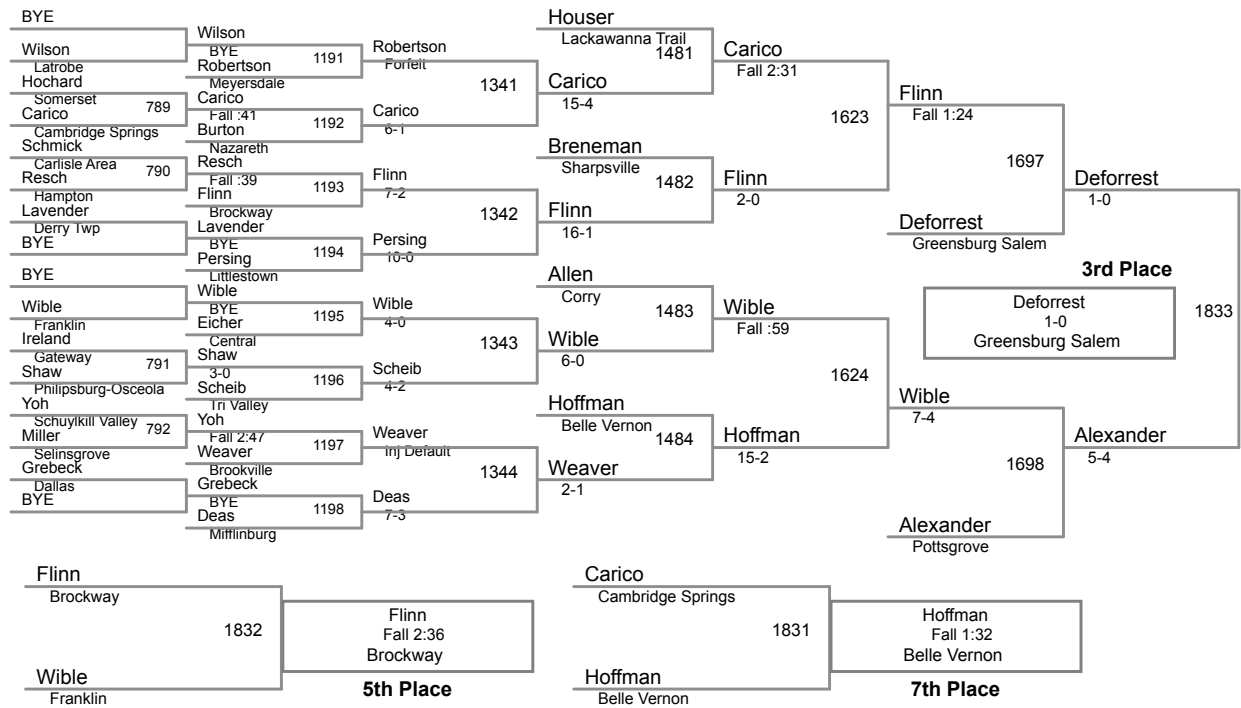 BYE
Wilson
Latrobe
Hochard
Somerset
789
Carico
Cambridge Springs
Schmick
Carlisle Area
790
Resch
Hampton
Lavender
Derry Twp
BYE
BYE
Wible
Franklin
Ireland
Gateway
791
Shaw
Philipsburg-Osceola
Yoh
Schuylkill Valley
792
Miller
Selinsgrove
Grebeck
Dallas
BYE
Wilson
BYE
1191
Robertson
Meyersdale
Carico
Fall :41
1192
Burton
Nazareth
Resch
Fall :39
1193
Flinn
Brockway
Lavender
BYE
1194
Persing
Littlestown
Wible
BYE
1195
Eicher
Central
Shaw
3-0
1196
Scheib
Tri Valley
Yoh
Fall 2:47
1197
Weaver
Brookville
Grebeck
BYE
1198
Deas
Mifflinburg
Robertson
Forfeit
1341
Carico
6-1
Flinn
7-2
1342
Persing
10-0
Wible
4-0
1343
Scheib
4-2
Weaver
Inj Default
1344
Deas
7-3
Houser
Lackawanna Trail
1481
Carico
15-4
Breneman
Sharpsville
1482
Flinn
16-1
Allen
Corry
1483
Wible
6-0
Hoffman
Belle Vernon
1484
Weaver
2-1
Carico
Fall 2:31
1623
Flinn
2-0
Wible
Fall :59
1624
Hoffman
15-2
Flinn
Fall 1:24
1697
Deforrest
Greensburg Salem
Wible
7-4
1698
Alexander
Pottsgrove
Deforrest
1-0
1833
Alexander
5-4
3rd Place
Deforrest
1-0
Greensburg Salem
Flinn
Brockway
1832
Wible
Franklin
Flinn
Fall 2:36
Brockway
5th Place
Carico
Cambridge Springs
1831
Hoffman
Belle Vernon
Hoffman
Fall 1:32
Belle Vernon
7th Place